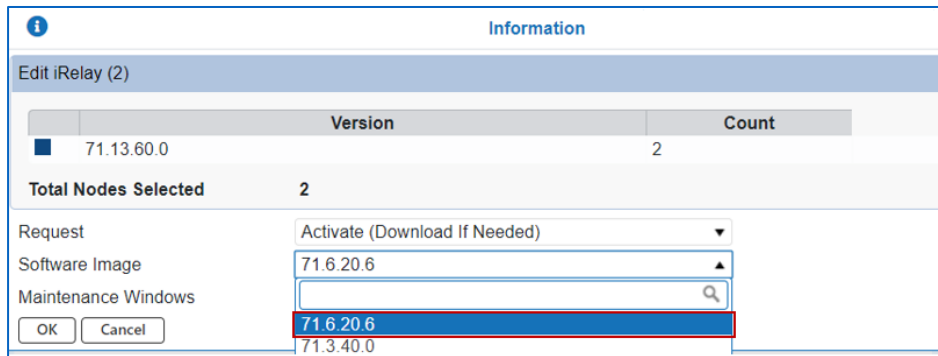 Information
Edit iRelay (2)
Version Count
71.13.60.0 2
Total Nodes Selected 2
Request Activate (Download If Needed)
Software Image 71.6.20.6
Maintenance Windows
71.6.20.6
OK Cancel
71.3.40.0